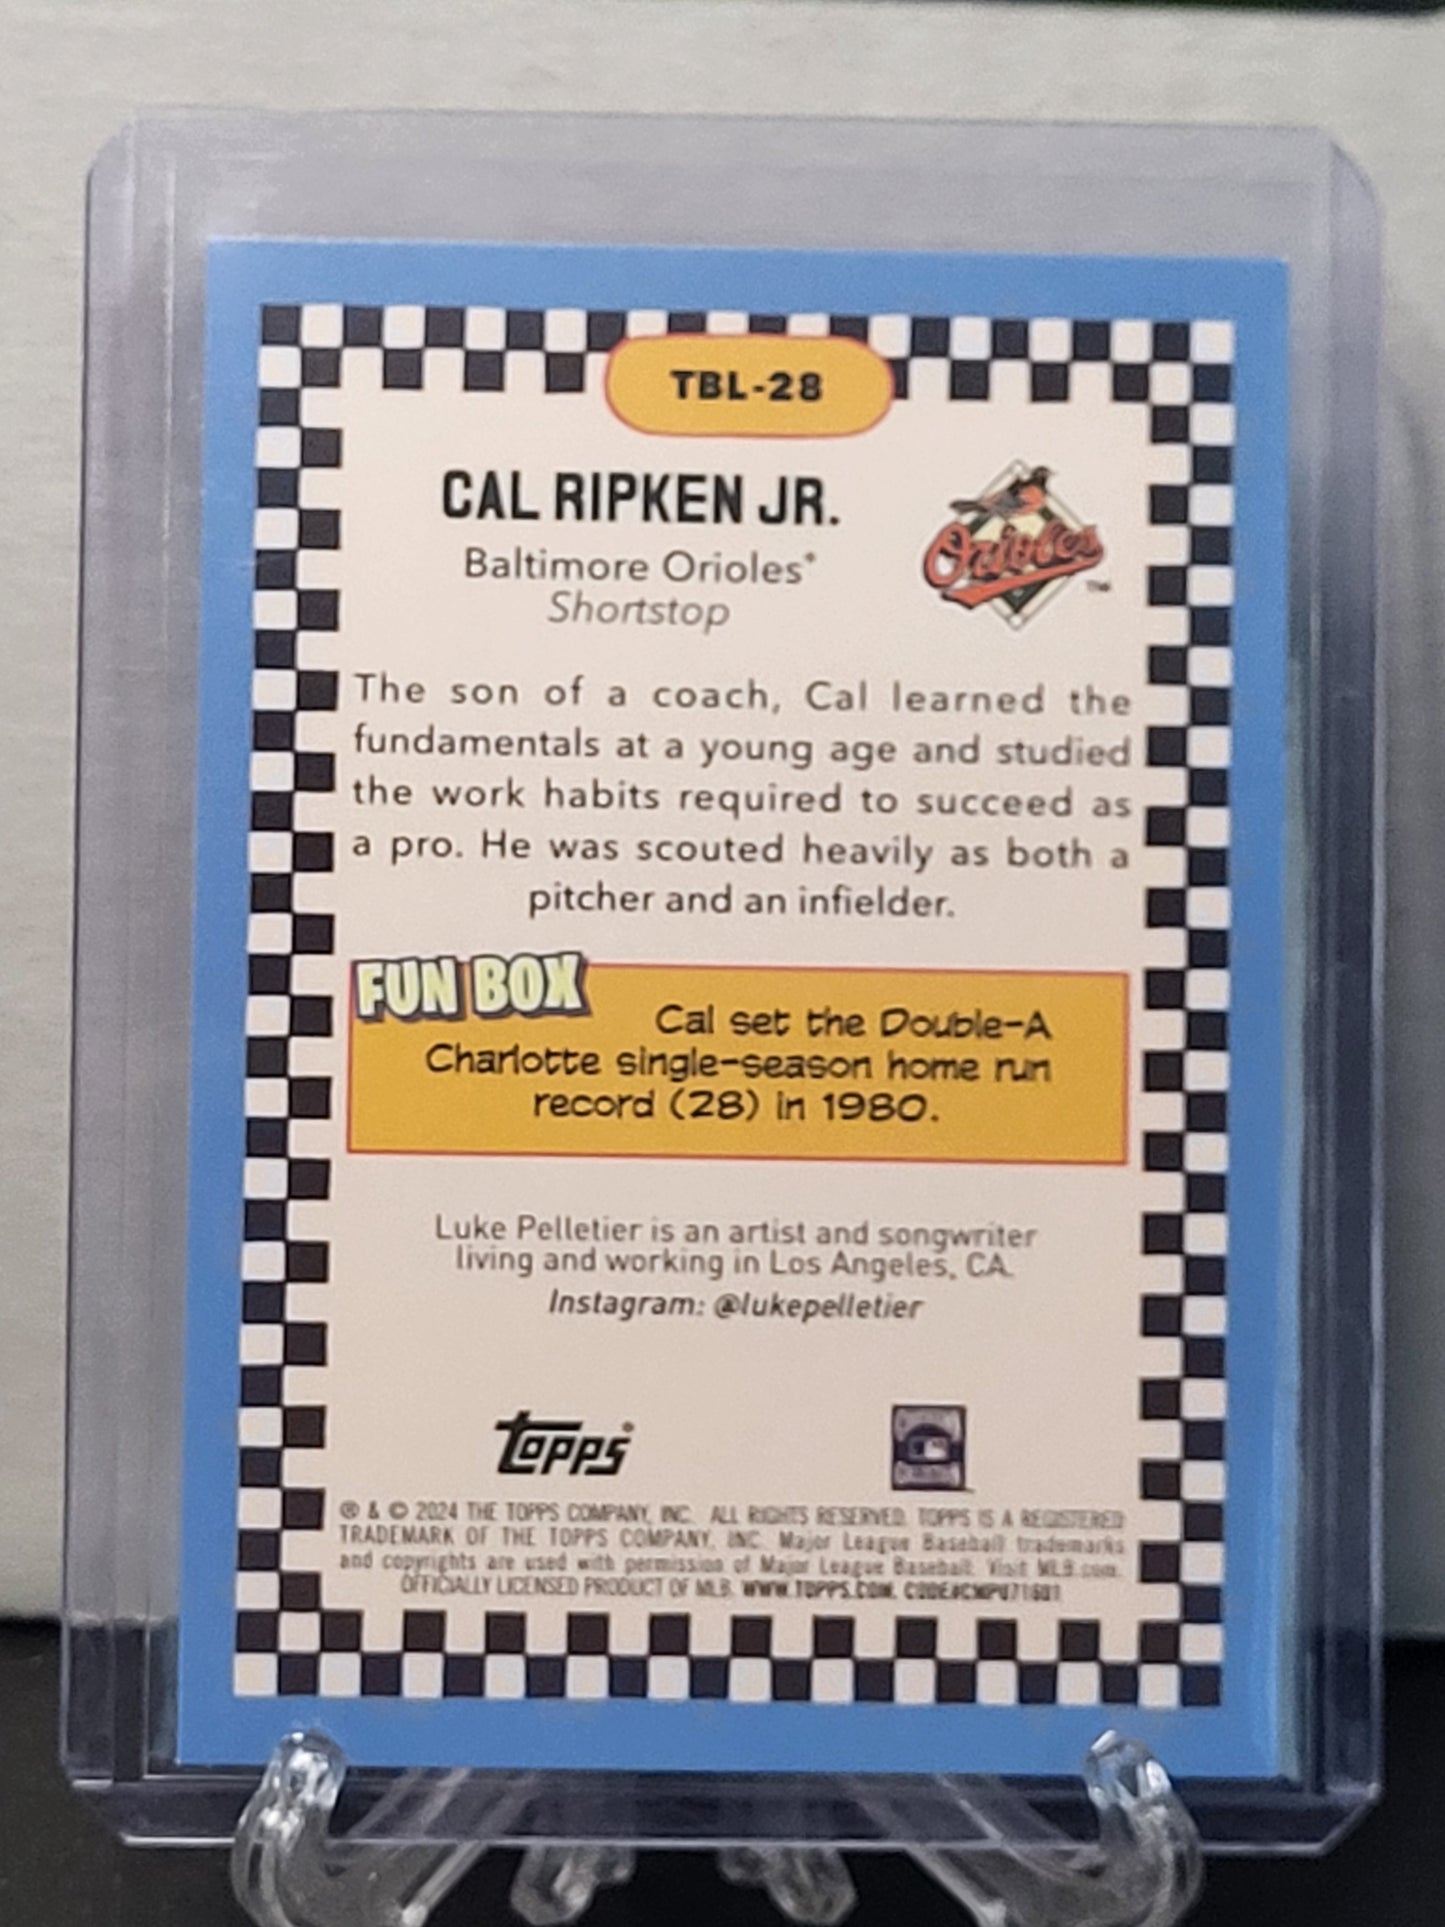 TBL-28
CAL RIPKEN JR.
Orioles
™
Baltimore Orioles®
Shortstop
The son of a coach, Cal learned the
fundamentals at a young age and studied
the work habits required to succeed as
a pro. He was scouted heavily as both a
pitcher and an infielder.
FUN BOX
Cal set the Double-A
Charlotte single-season home run
record (28) in 1980.
Luke Pelletier is an artist and songwriter
living and working in Los Angeles, CA.
Instagram: @lukepelletier
topps®
® & © 2024 THE TOPPS COMPANY, INC. ALL RIGHTS RESERVED. TOPPS IS A REGISTERED
TRADEMARK OF THE TOPPS COMPANY, INC. Major League Baseball trademarks
and copyrights are used with permission of Major League Baseball. Visit MLB.com.
OFFICIALLY LICENSED PRODUCT OF MLB. WWW.TOPPS.COM. CODE#CMPU71601